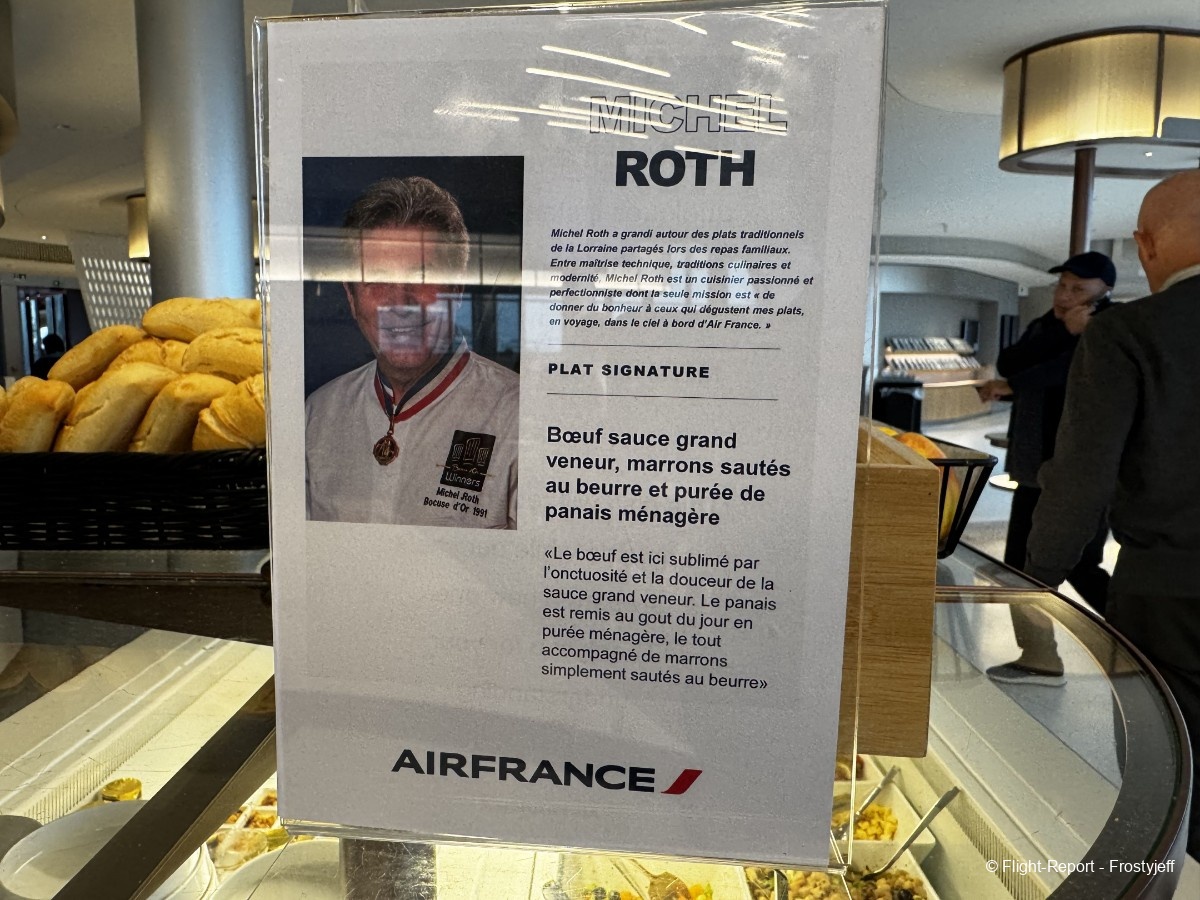 MICHEL
ROTH
Michel Roth a grandi autour des plats traditionnels
de la Lorraine partagés lors des repas familiaux.
Entre maîtrise technique, traditions culinaires et
modernité, Michel Roth est un cuisinier passionné et
perfectionniste dont la seule mission est « de
donner du bonheur à ceux qui dégustent mes plats,
en voyage, dans le ciel à bord d'Air France. »
PLAT SIGNATURE
Bœuf sauce grand
veneur, marrons sautés
au beurre et purée de
panais ménagère
«Le bœuf est ici sublimé par
l'onctuosité et la douceur de la
sauce grand veneur. Le panais
est remis au gout du jour en
purée ménagère, le tout
accompagné de marrons
simplement sautés au beurre»
Winners
Michel Roth
Bocuse d'Or 1991
AIRFRANCE
© Flight-Report - Frostyjeff